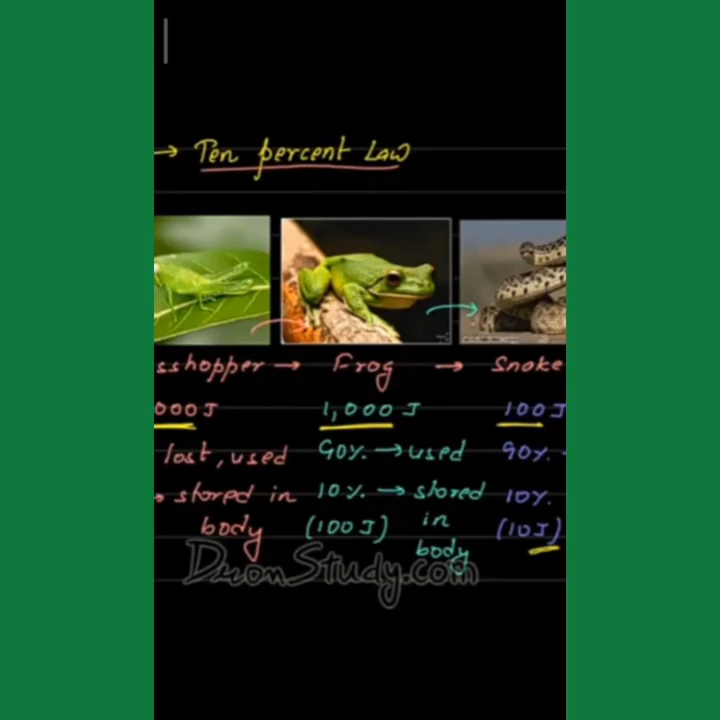 → Ten percent Law
sshopper → Frog → Snake
000 J 1,000 J 100 J
lost, used 90% → used 90%
→ stored in 10% → stored 10%
body (100 J) in (10 J)
body
DronStudy.com